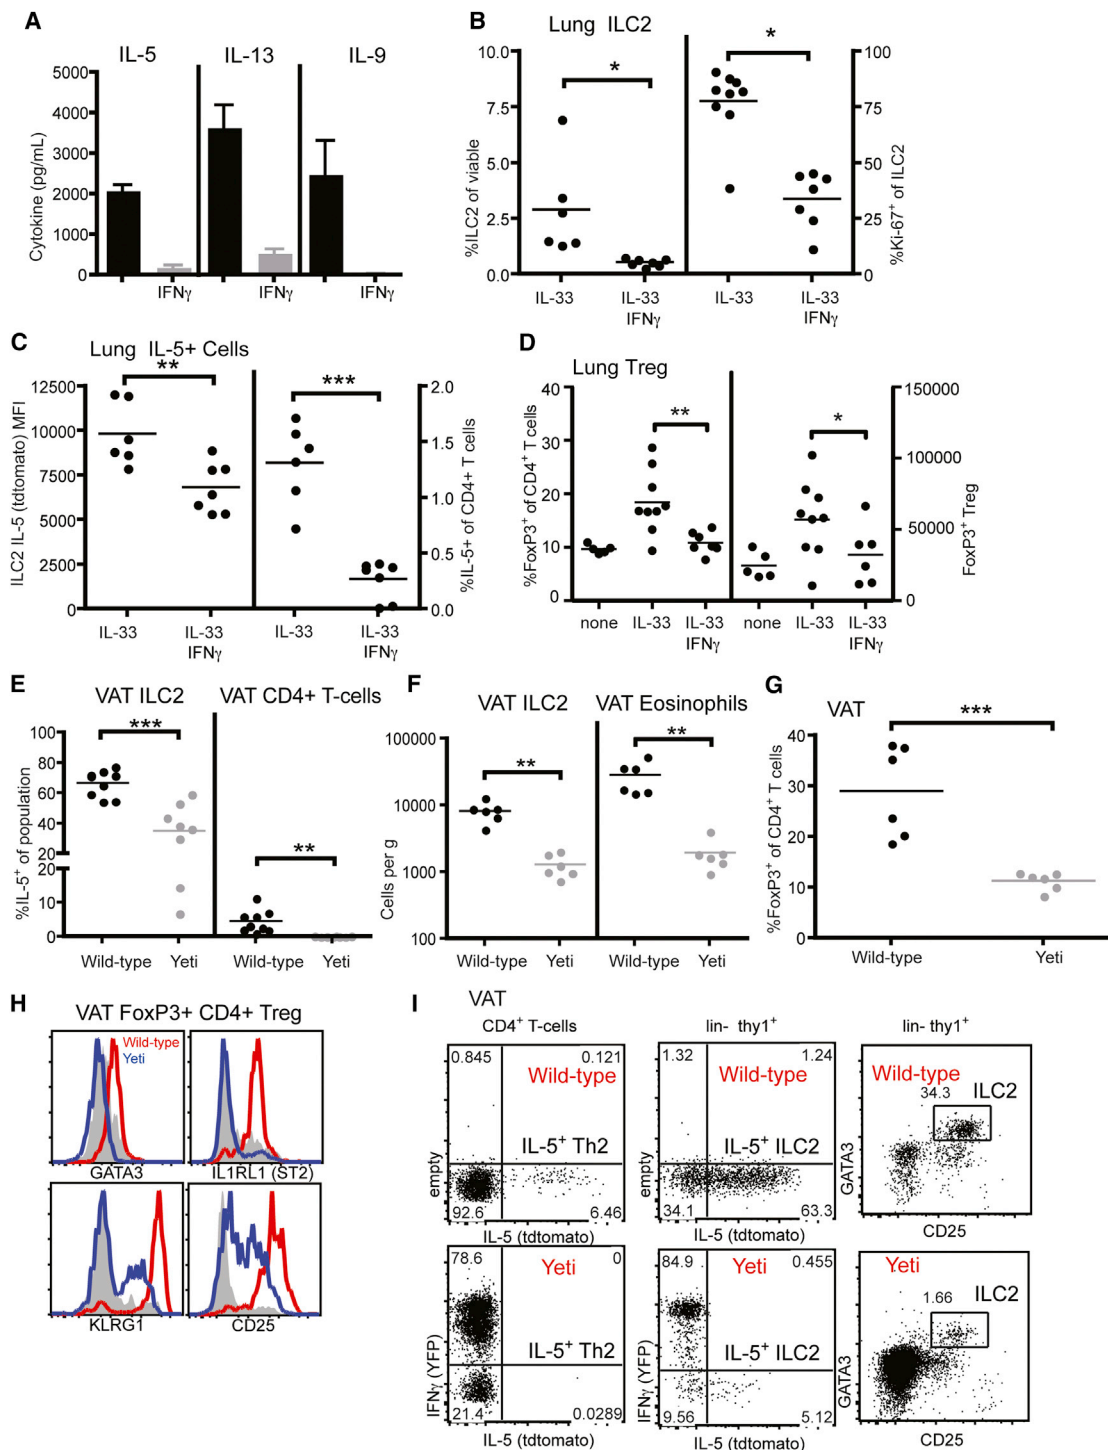 A
IL-5 IL-13 IL-9
Cytokine (pg/mL)
5000
4000
3000
2000
1000
0
IFNγ IFNγ IFNγ
B
Lung ILC2
%ILC2 of viable
10.0
7.5
5.0
2.5
0.0
* *
100
75
50
25
0
%Ki-67+ of ILC2
IL-33 IL-33 IL-33 IL-33
IFNγ IFNγ
C
Lung IL-5+ Cells
ILC2 IL-5 (tdtomato) MFI
12500
10000
7500
5000
2500
0
** ***
2.0
1.5
1.0
0.5
0.0
%IL-5+ of CD4+ T cells
IL-33 IL-33 IL-33 IL-33
IFNγ IFNγ
D
Lung Treg
%FoxP3+ of CD4+ T cells
40
30
20
10
0
** *
150000
100000
50000
0
FoxP3+ Treg
none IL-33 IL-33 none IL-33 IL-33
IFNγ IFNγ
E
VAT ILC2 VAT CD4+ T-cells
%IL-5+ of population
100
80
60
40
20
20
10
0
*** **
Wild-type Yeti Wild-type Yeti
F
VAT ILC2 VAT Eosinophils
Cells per g
100000
10000
1000
100
** **
Wild-type Yeti Wild-type Yeti
G
VAT
%FoxP3+ of CD4+ T cells
40
30
20
10
0
***
Wild-type Yeti
H
VAT FoxP3+ CD4+ Treg
Wild-type
Yeti
GATA3 IL1RL1 (ST2)
KLRG1 CD25
I
VAT
CD4+ T-cells lin- thy1+ lin- thy1+
0.845 0.121
Wild-type
IL-5+ Th2
empty
92.6 6.46
IL-5 (tdtomato)
1.32 1.24
Wild-type
IL-5+ ILC2
empty
34.1 63.3
IL-5 (tdtomato)
Wild-type
34.3 ILC2
GATA3
CD25
78.6 0
Yeti
IL-5+ Th2
IFNγ (YFP)
21.4 0.0289
IL-5 (tdtomato)
84.9 0.455
Yeti
IL-5+ ILC2
IFNγ (YFP)
9.56 5.12
IL-5 (tdtomato)
Yeti
1.66 ILC2
GATA3
CD25